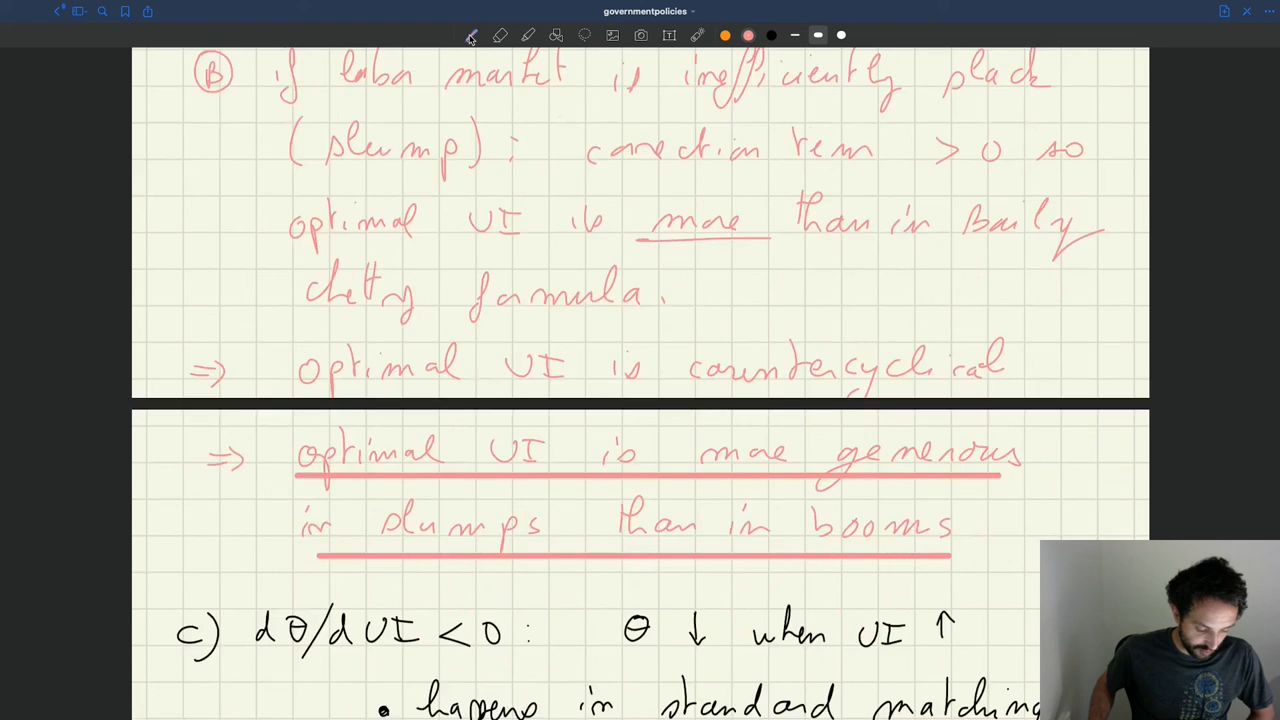 governmentpolicies
B if labor market is inefficiently slack
(slump) : correction term > 0 so
optimal UI is more than in Baily
chetty formula.
⇒ optimal UI is countercyclical
⇒ optimal UI is more generous
in slumps than in booms
c) dθ/dUI < 0 : θ ↓ when UI ↑
• happens in standard matching